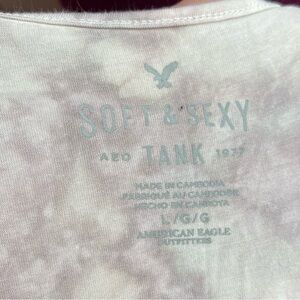 SOFT & SEXY
AEO TANK 1977
MADE IN CAMBODIA
FABRIQUÉ AU CAMBODGE
HECHO EN CAMBOYA
L/G/G
AMERICAN EAGLE
OUTFITTERS